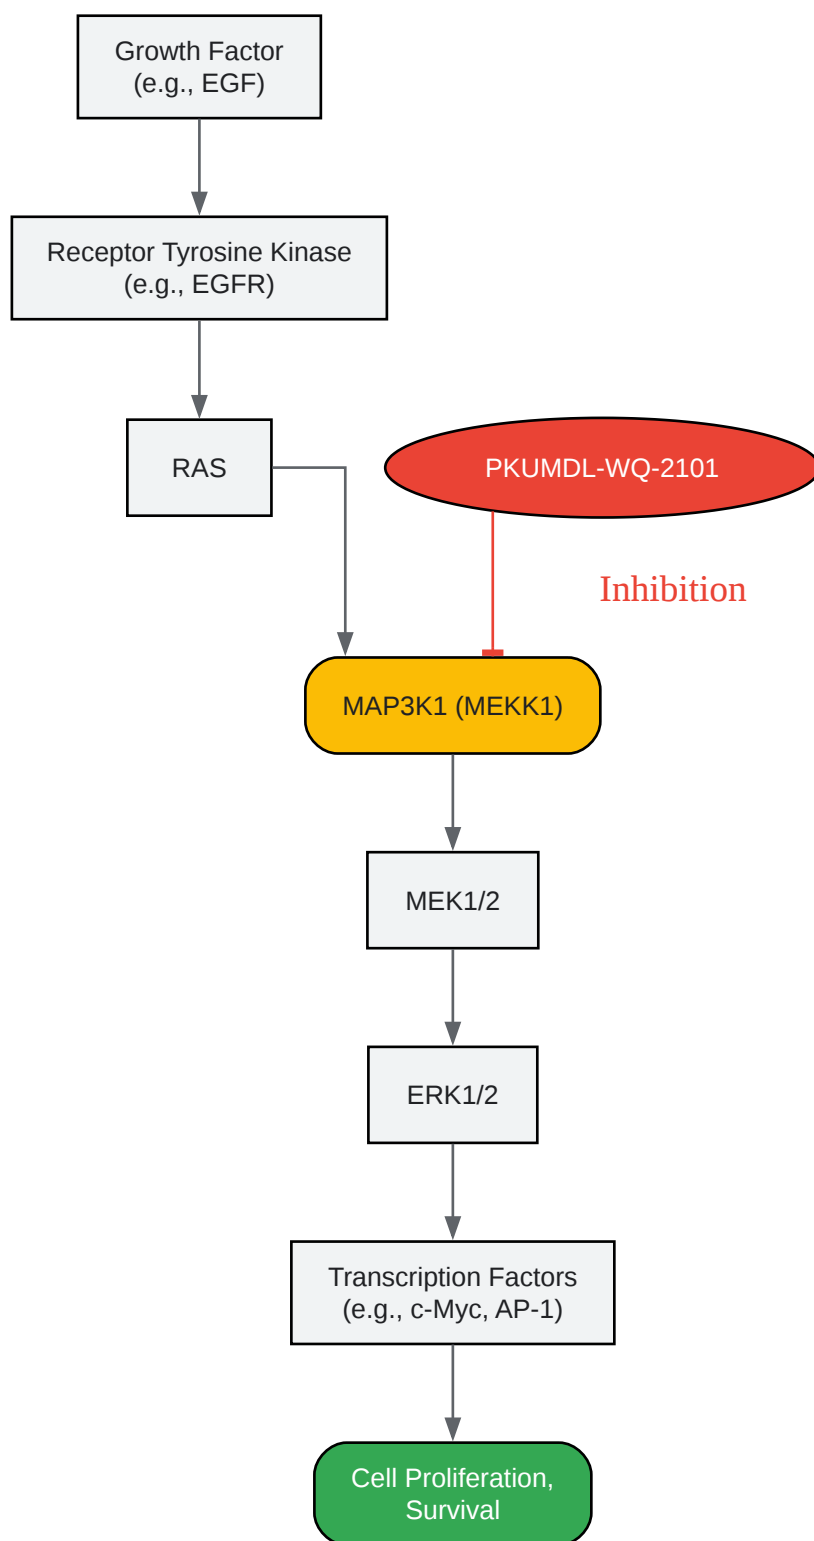 Growth Factor
(e.g., EGF)
Receptor Tyrosine Kinase
(e.g., EGFR)
RAS
PKUMDL-WQ-2101
Inhibition
MAP3K1 (MEKK1)
MEK1/2
ERK1/2
Transcription Factors
(e.g., c-Myc, AP-1)
Cell Proliferation,
Survival